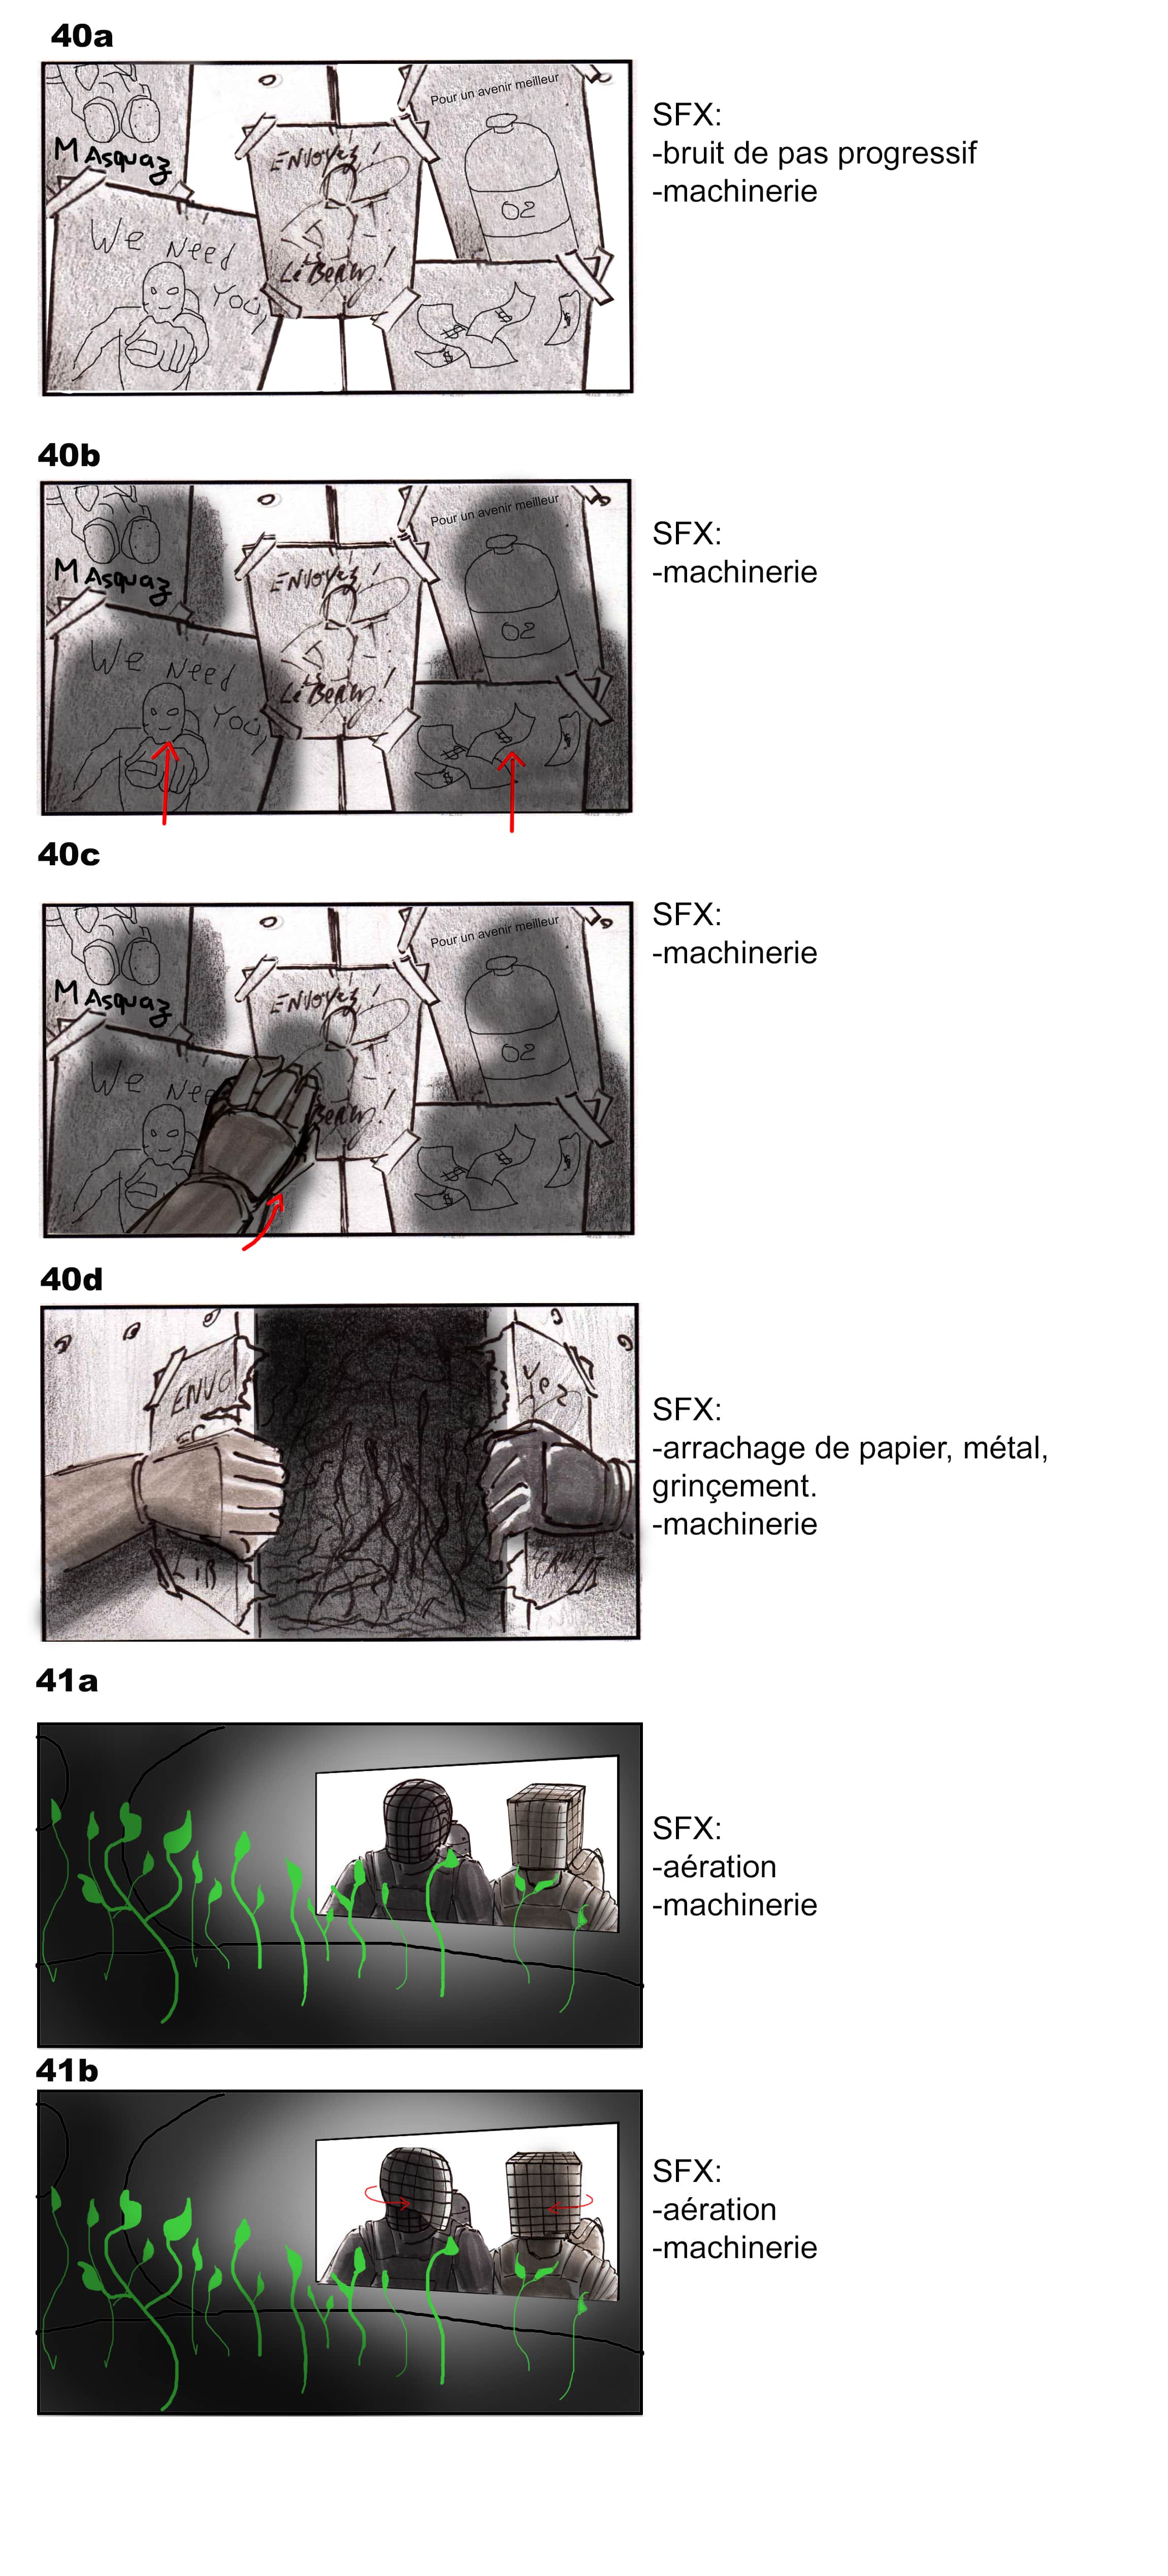 40a
Pour un avenir meilleur
MAsquaz
ENVOYEZ !
We Need
You
O2
$ $ $
$
SFX:
-bruit de pas progressif
-machinerie
40b
Pour un avenir meilleur
MAsquaz
ENVOYEZ !
We Need
You
O2
$ $ $
$
SFX:
-machinerie
40c
Pour un avenir meilleur
MAsquaz
ENVOYEZ !
We Nee
O2
$ $ $
$
SFX:
-machinerie
40d
ENVO
YEZ
SFX:
-arrachage de papier, métal,
grinçement.
-machinerie
41a
SFX:
-aération
-machinerie
41b
SFX:
-aération
-machinerie